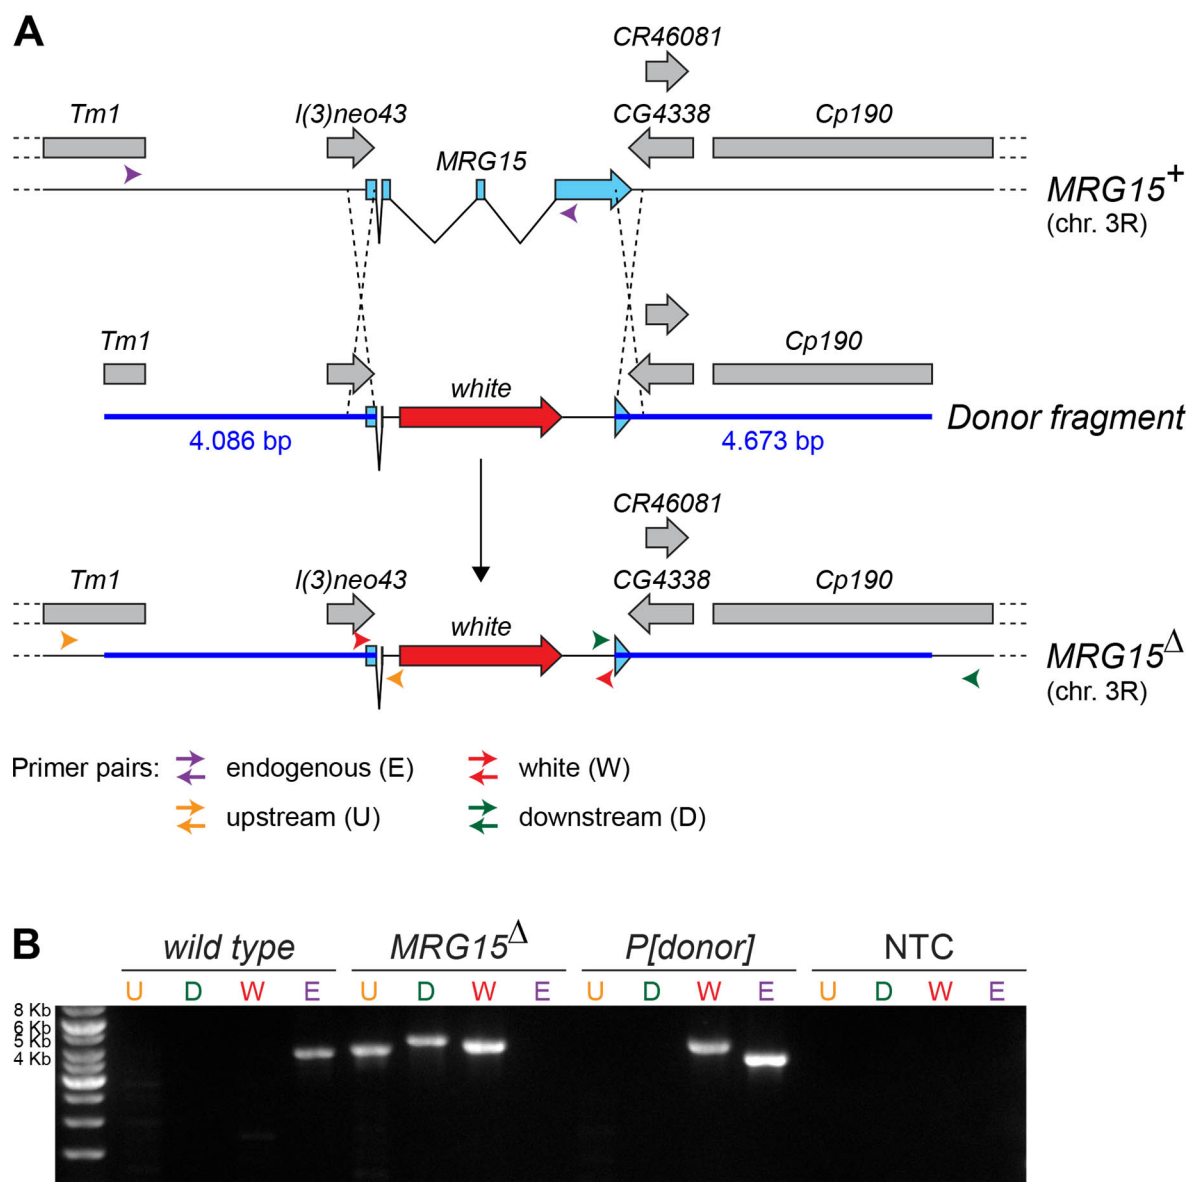 A
CR46081
Tm1
l(3)neo43
CG4338
Cp190
MRG15
MRG15+
(chr. 3R)
Tm1
Cp190
white
Donor fragment
4.086 bp
4.673 bp
CR46081
Tm1
l(3)neo43
CG4338
Cp190
white
MRG15Δ
(chr. 3R)
Primer pairs: endogenous (E) white (W)
upstream (U) downstream (D)
B
wild type MRG15Δ P[donor] NTC
U D W E U D W E U D W E U D W E
8 Kb
6 Kb
5 Kb
4 Kb